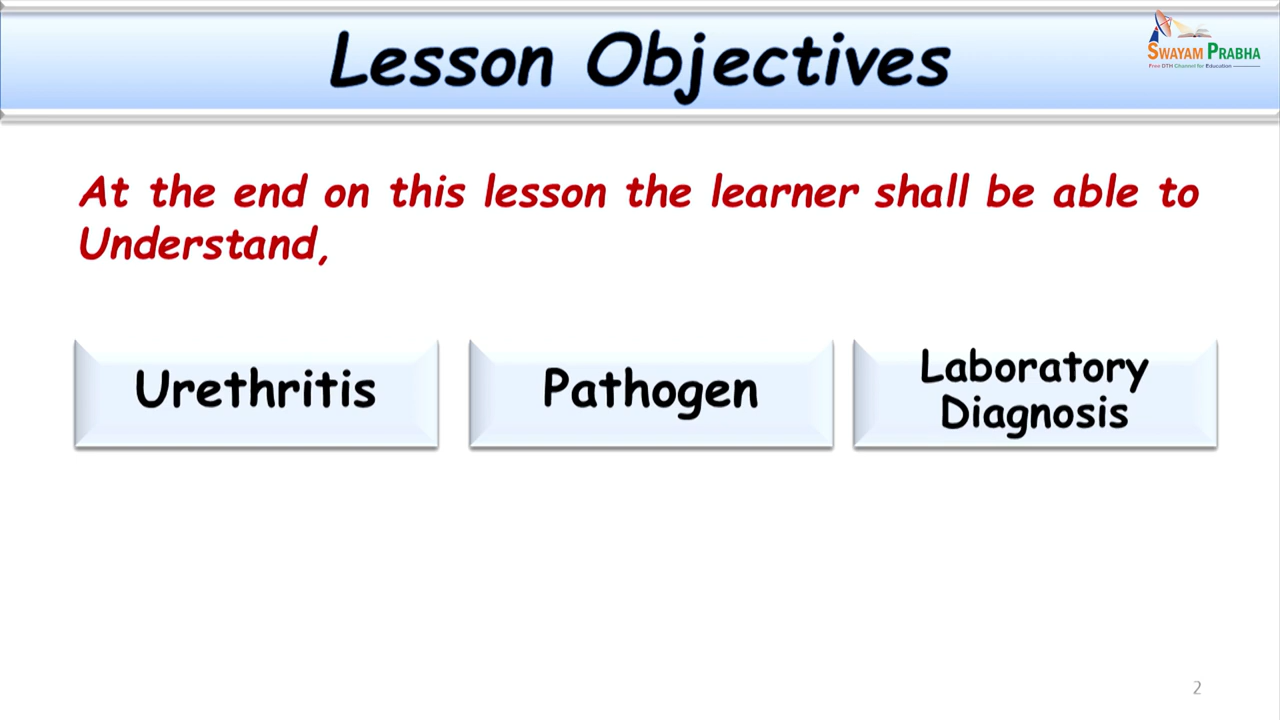 Lesson Objectives
SWAYAM PRABHA
Free DTH Channel for Education
At the end on this lesson the learner shall be able to
Understand,
Urethritis
Pathogen
Laboratory
Diagnosis
2